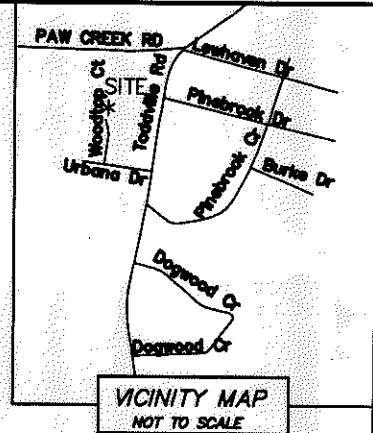 PAW CREEK RD
Lewhaven Dr
Woodtop Ct
SITE
Toddville Rd
Pinebrook Dr
Pinebrook Cr
Urbana Dr
Burke Dr
Dogwood Cr
Dogwood Cr
VICINITY MAP
NOT TO SCALE